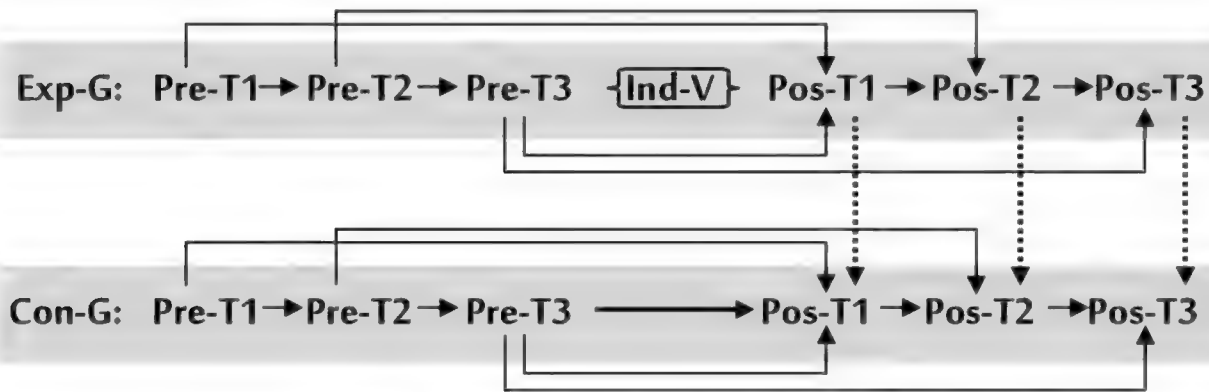 Exp-G: Pre-T1 Pre-T2 Pre-T3 {Ind-V} Pos-T1 Pos-T2 Pos-T3
Con-G: Pre-T1 Pre-T2 Pre-T3 Pos-T1 Pos-T2 Pos-T3